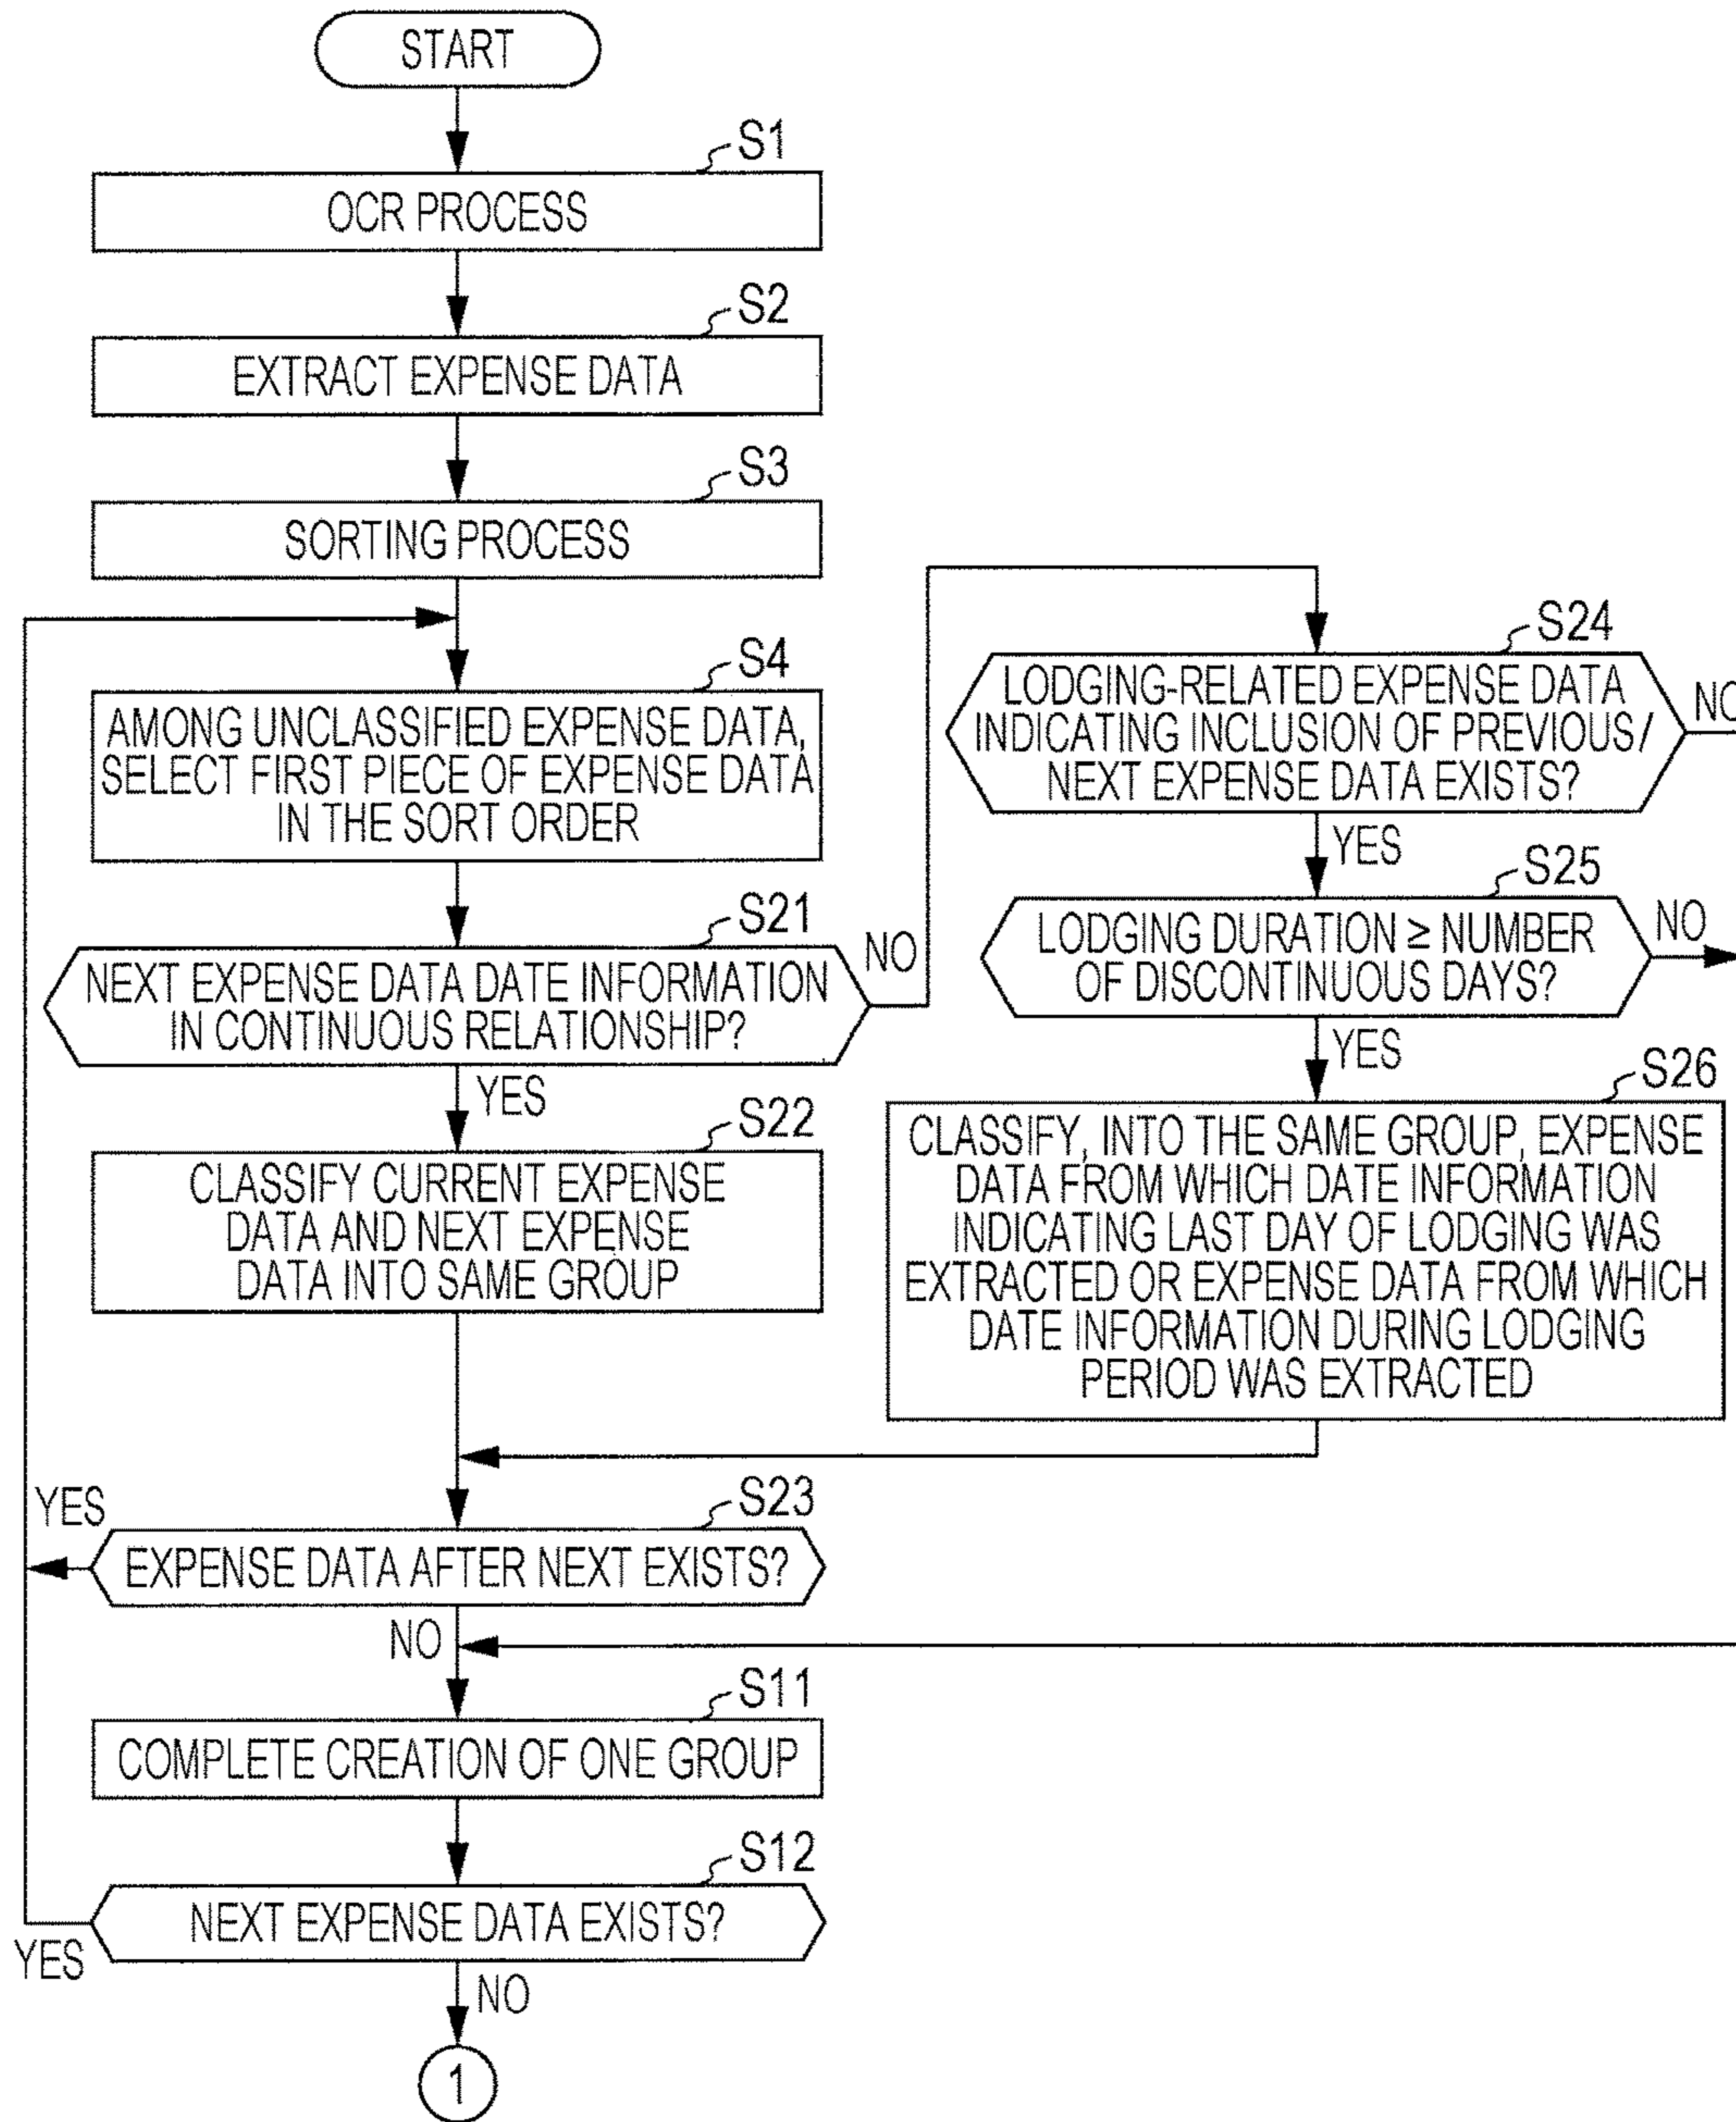 START
S1
OCR PROCESS
S2
EXTRACT EXPENSE DATA
S3
SORTING PROCESS
S4
AMONG UNCLASSIFIED EXPENSE DATA,
SELECT FIRST PIECE OF EXPENSE DATA
IN THE SORT ORDER
S21
NEXT EXPENSE DATA DATE INFORMATION
IN CONTINUOUS RELATIONSHIP?
NO
YES
S22
CLASSIFY CURRENT EXPENSE
DATA AND NEXT EXPENSE
DATA INTO SAME GROUP
S24
LODGING-RELATED EXPENSE DATA
INDICATING INCLUSION OF PREVIOUS/
NEXT EXPENSE DATA EXISTS?
NO
YES
S25
LODGING DURATION ≥ NUMBER
OF DISCONTINUOUS DAYS?
NO
YES
S26
CLASSIFY, INTO THE SAME GROUP, EXPENSE
DATA FROM WHICH DATE INFORMATION
INDICATING LAST DAY OF LODGING WAS
EXTRACTED OR EXPENSE DATA FROM WHICH
DATE INFORMATION DURING LODGING
PERIOD WAS EXTRACTED
S23
YES
EXPENSE DATA AFTER NEXT EXISTS?
NO
S11
COMPLETE CREATION OF ONE GROUP
S12
NEXT EXPENSE DATA EXISTS?
YES
NO
1